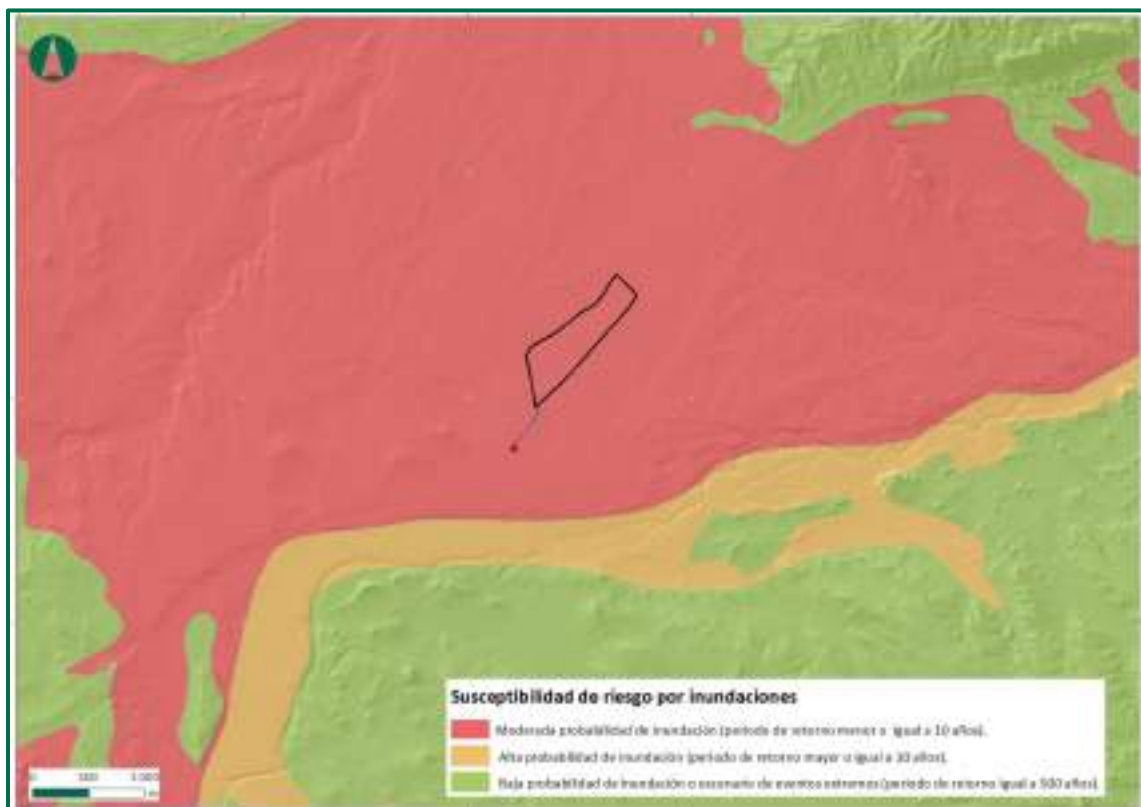 Susceptibilidad de riesgo por inundaciones
Moderada probabilidad de inundación (periodo de retorno menor o igual a 10 años).
Alta probabilidad de inundación (periodo de retorno mayor o igual a 10 años).
Baja probabilidad de inundación o escenario de eventos extremos (periodo de retorno igual a 500 años).
0